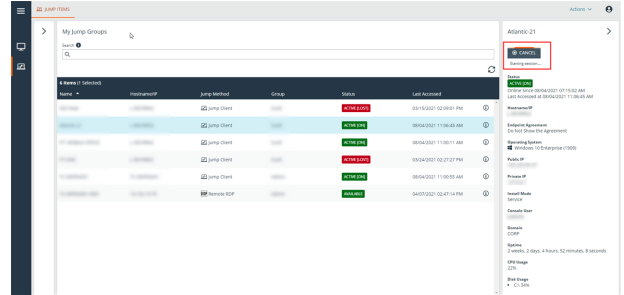 JUMP ITEMS
Actions
My Jump Groups
Search
6 Items (1 Selected)
Name Hostname/IP Jump Method Group Status Last Accessed
Jump Client ACTIVE [LOST] 03/15/2021 02:09:01 PM
Jump Client ACTIVE [ON] 08/04/2021 11:06:45 AM
Jump Client ACTIVE [ON] 08/04/2021 11:00:11 AM
Jump Client ACTIVE [LOST] 03/24/2021 02:27:27 PM
Jump Client ACTIVE [ON] 08/04/2021 11:00:55 AM
RDP Remote RDP AVAILABLE 04/07/2021 02:47:14 PM
Atlantic-21
CANCEL
Starting session...
Status
ACTIVE [ON]
Online Since 08/04/2021 07:15:02 AM
Last Accessed at 08/04/2021 11:06:45 AM
Hostname/IP
Endpoint Agreement
Do Not Show the Agreement
Operating System
Windows 10 Enterprise (1909)
Public IP
Private IP
Install Mode
Service
Console User
Domain
CORP
Uptime
2 weeks, 2 days, 4 hours, 52 minutes, 8 seconds
CPU Usage
22%
Disk Usage
• C:\ 34%